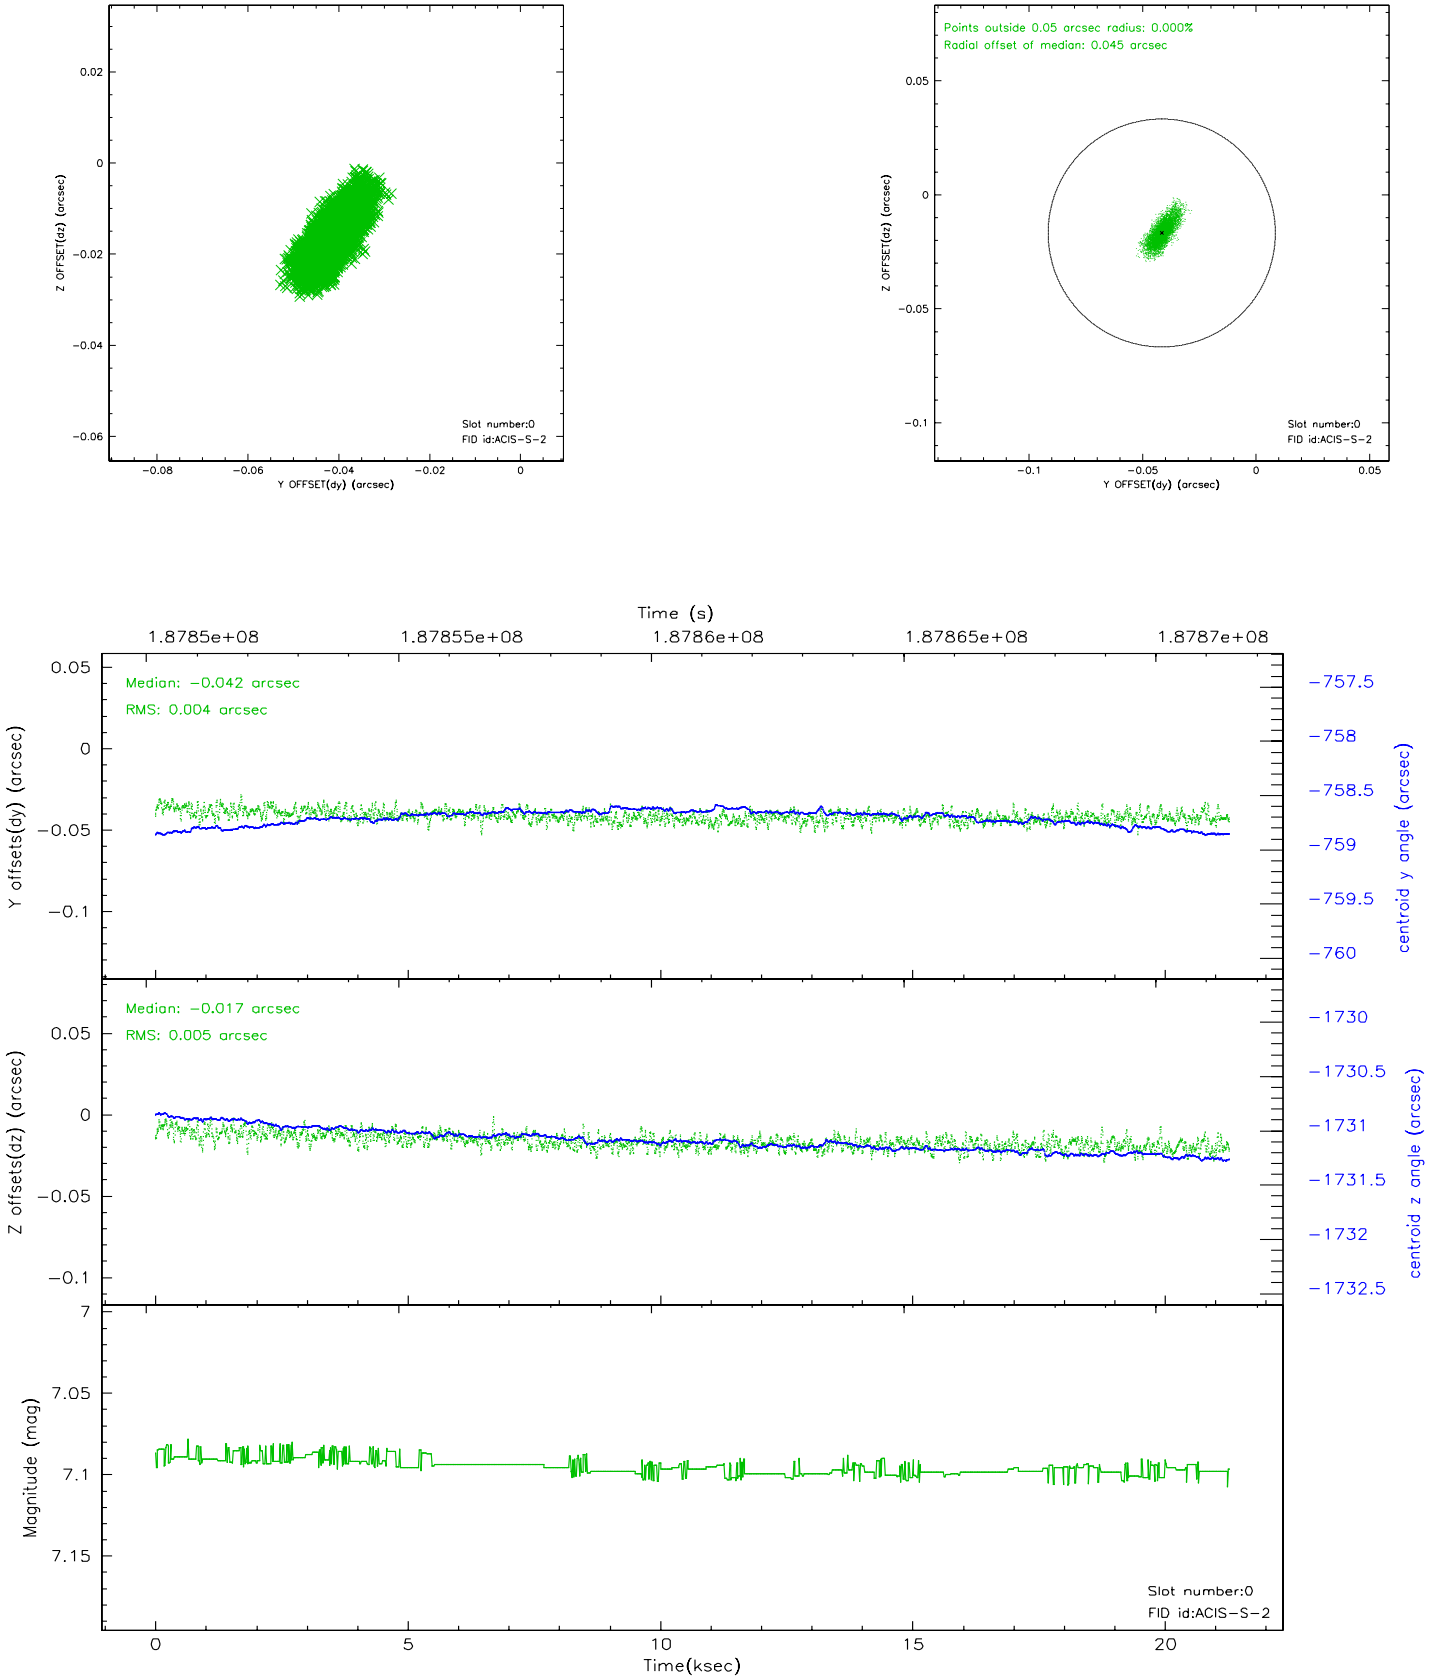 0.02
0
-0.02
-0.04
-0.06
Z OFFSET(dz) (arcsec)
Slot number:0
FID id:ACIS-S-2
-0.08 -0.06 -0.04 -0.02 0
Y OFFSET(dy) (arcsec)
Points outside 0.05 arcsec radius: 0.000%
Radial offset of median: 0.045 arcsec
0.05
0
-0.05
-0.1
Z OFFSET(dz) (arcsec)
Slot number:0
FID id:ACIS-S-2
-0.1 -0.05 0 0.05
Y OFFSET(dy) (arcsec)
Time (s)
1.8785e+08 1.87855e+08 1.8786e+08 1.87865e+08 1.8787e+08
0.05
0
-0.05
-0.1
Y offsets(dy) (arcsec)
Median: -0.042 arcsec
RMS: 0.004 arcsec
-757.5
-758
-758.5
-759
-759.5
-760
centroid y angle (arcsec)
0.05
0
-0.05
-0.1
Z offsets(dz) (arcsec)
Median: -0.017 arcsec
RMS: 0.005 arcsec
-1730
-1730.5
-1731
-1731.5
-1732
-1732.5
centroid z angle (arcsec)
7
7.05
7.1
7.15
Magnitude (mag)
Slot number:0
FID id:ACIS-S-2
0 5 10 15 20
Time(ksec)